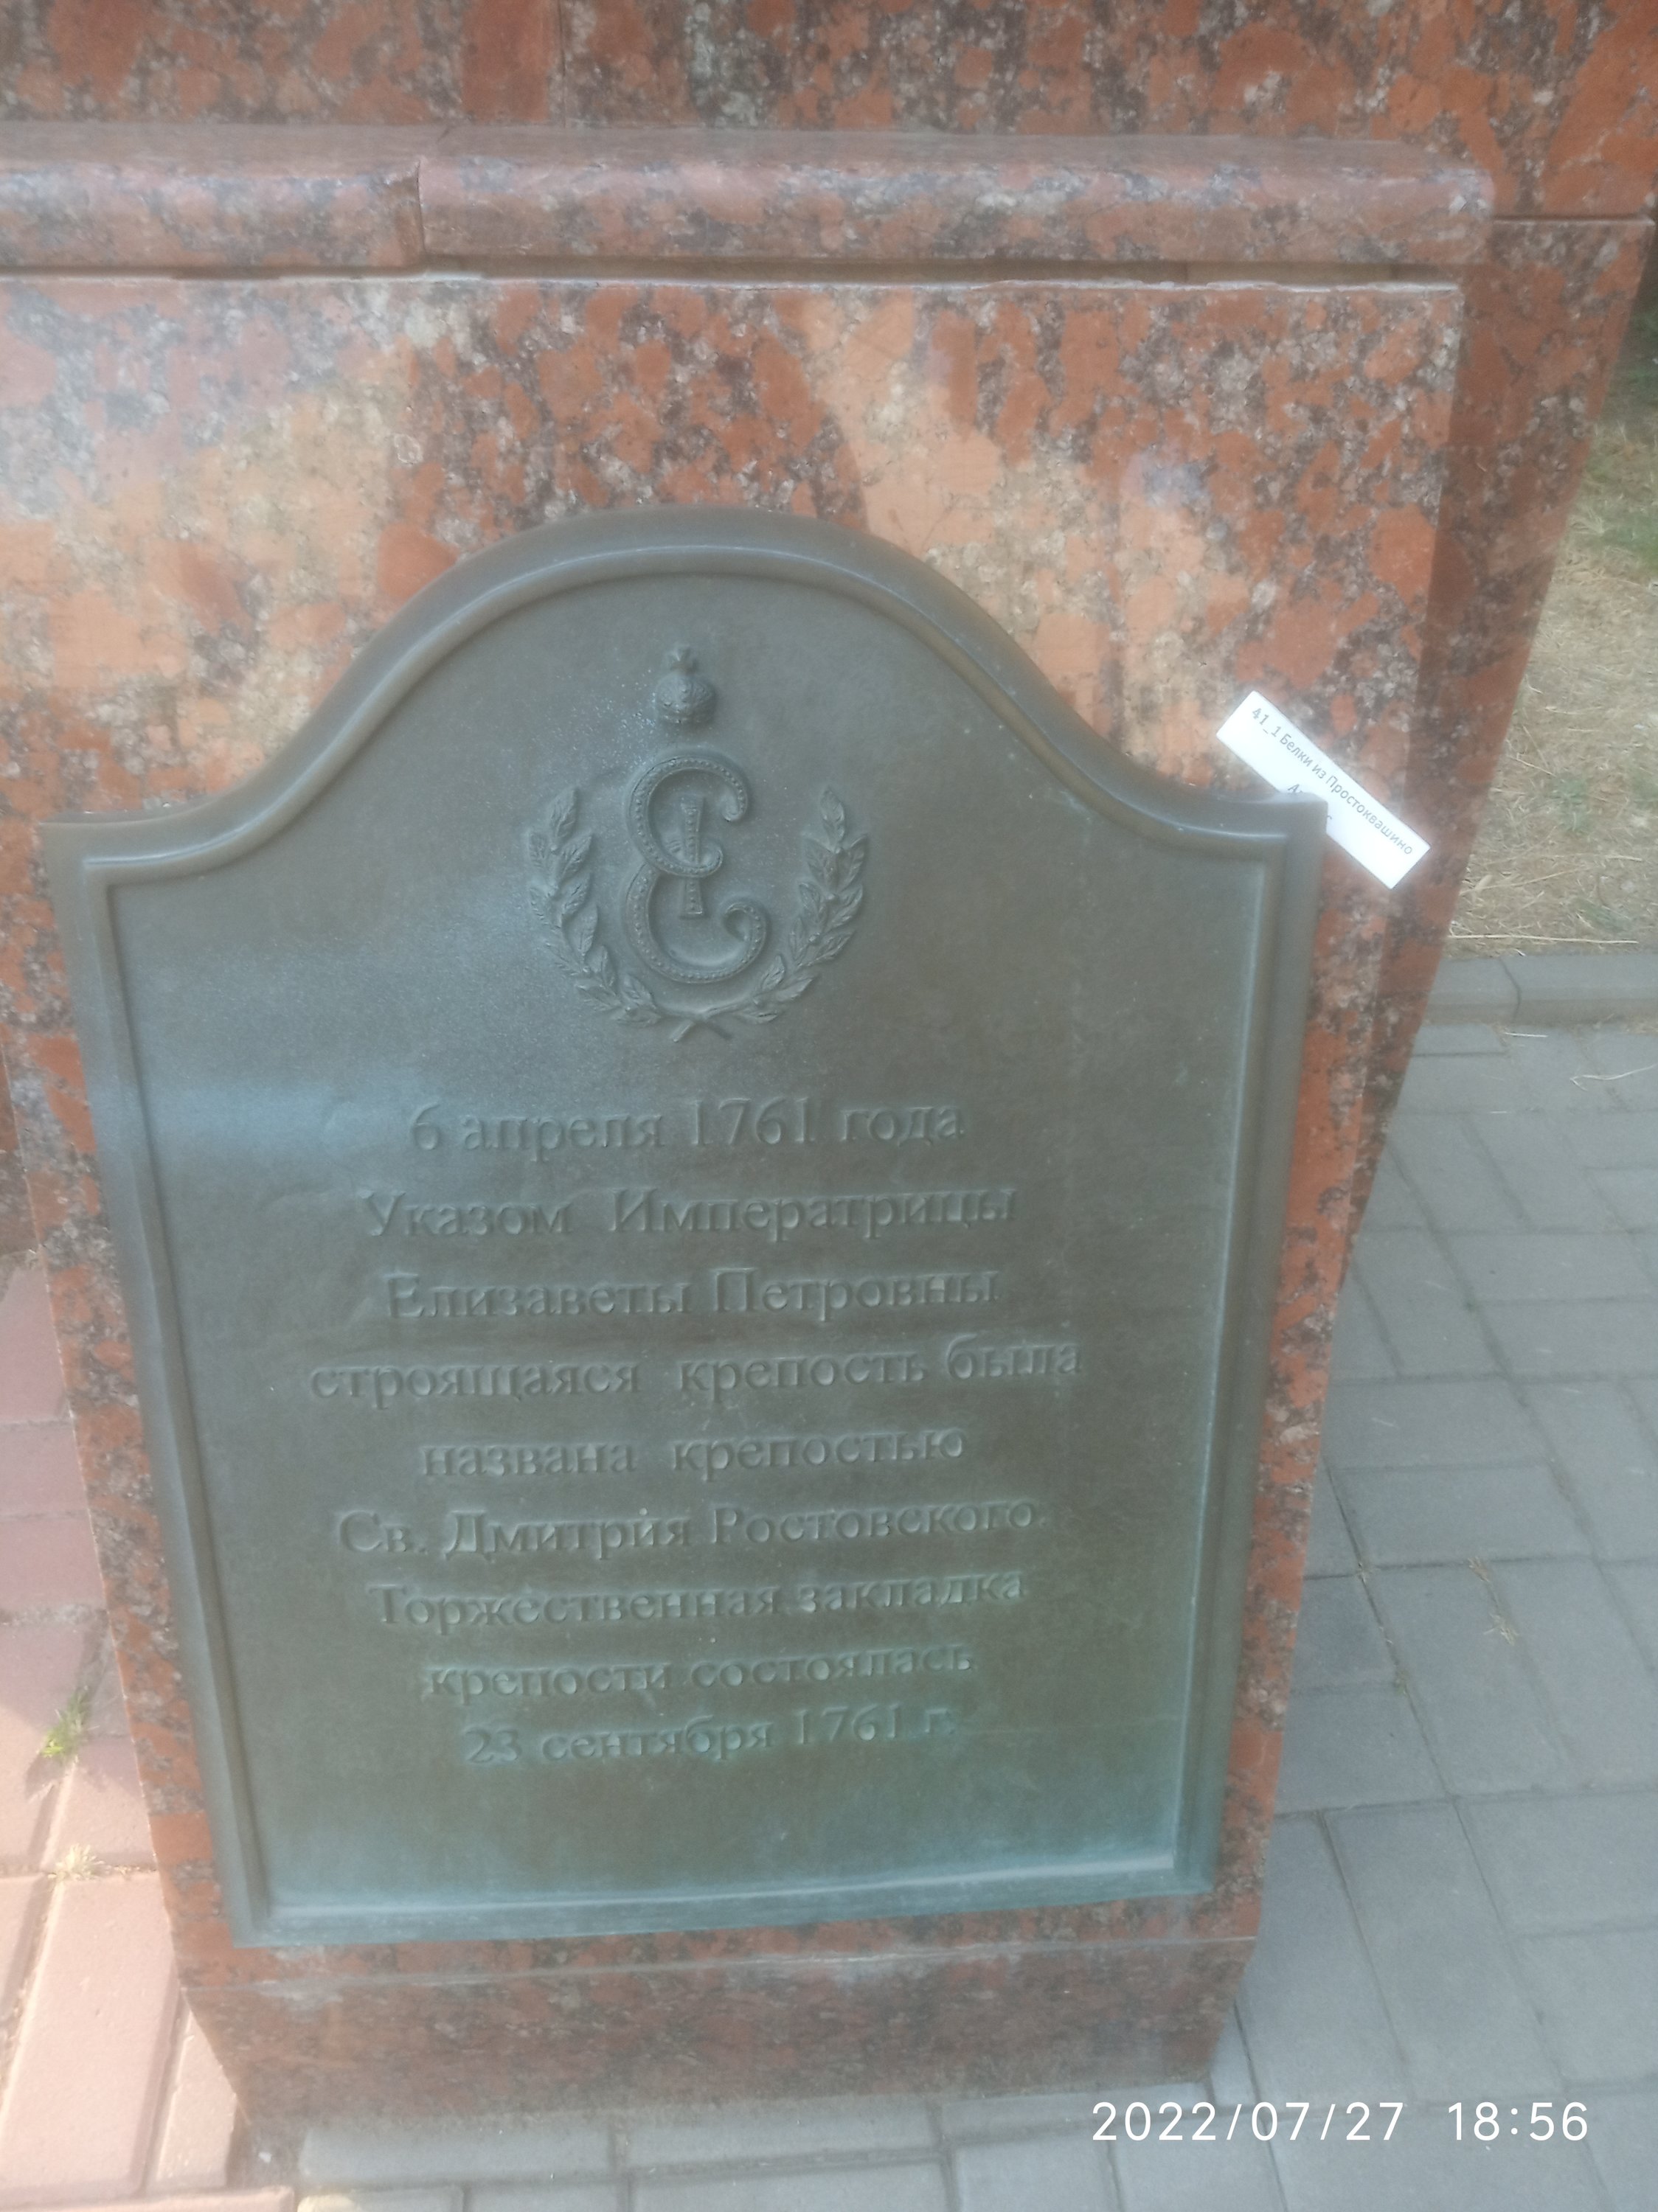 6 апреля 1761 года
Указом Императрицы
Елизаветы Петровны
строящаяся крепость была
названа крепостью
Св. Дмитрия Ростовского.
Торжественная закладка
крепости состоялась
23 сентября 1761 г.
41_1 Белки из Простоквашино
2022/07/27 18:56